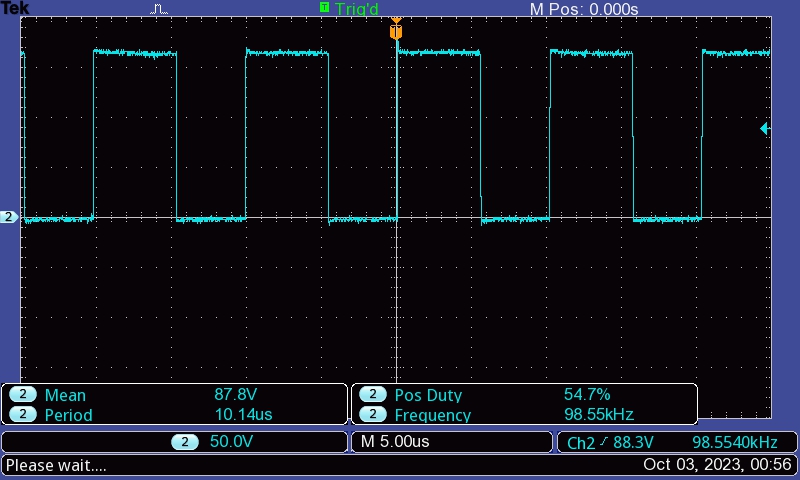 Tek Trig'd M Pos: 0.000s
T
2
2 Mean 87.8V 2 Pos Duty 54.7%
2 Period 10.14us 2 Frequency 98.55kHz
2 50.0V M 5.00us Ch2 88.3V 98.5540kHz
Please wait.... Oct 03, 2023, 00:56